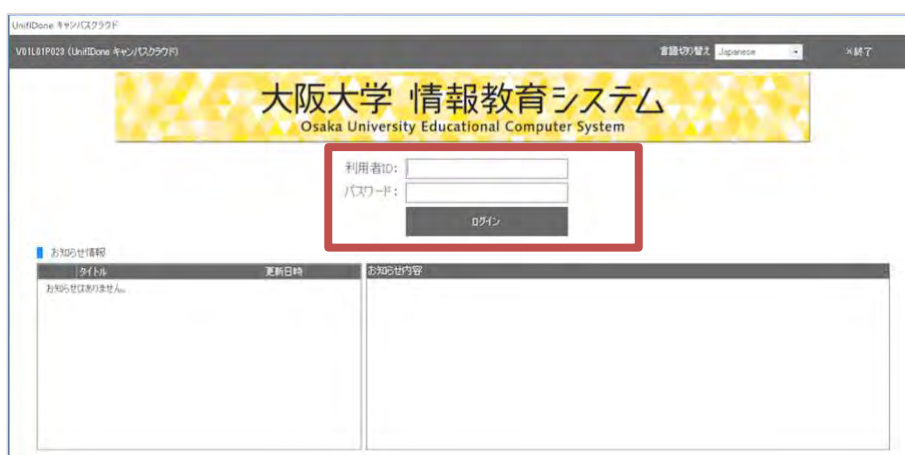 UnifIDone キャンパスクラウド
V01L01P023 (UnifIDone キャンパスクラウド) 言語切り替え Japanese ×終了
大阪大学 情報教育システム
Osaka University Educational Computer System
利用者ID:
パスワード:
ログイン
お知らせ情報
タイトル 更新日時 お知らせ内容
お知らせはありません。